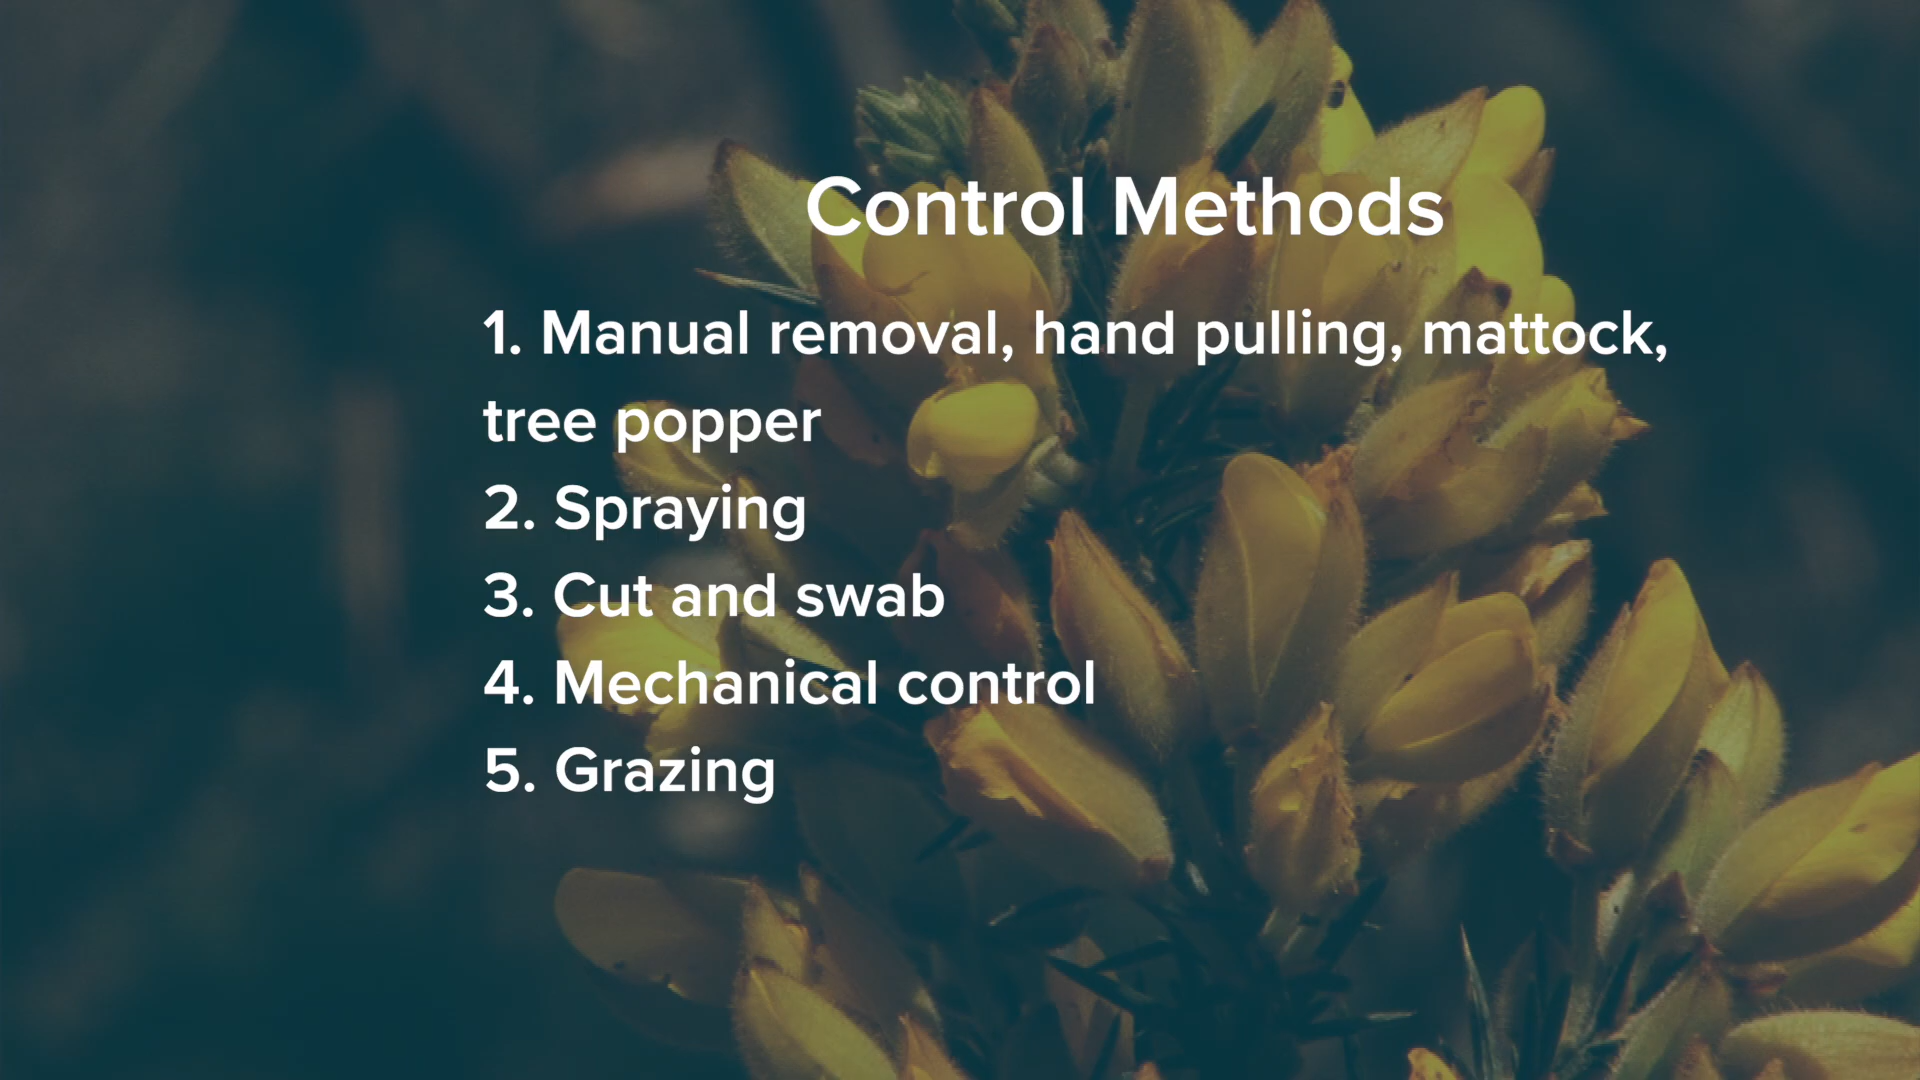 Control Methods
1. Manual removal, hand pulling, mattock,
tree popper
2. Spraying
3. Cut and swab
4. Mechanical control
5. Grazing